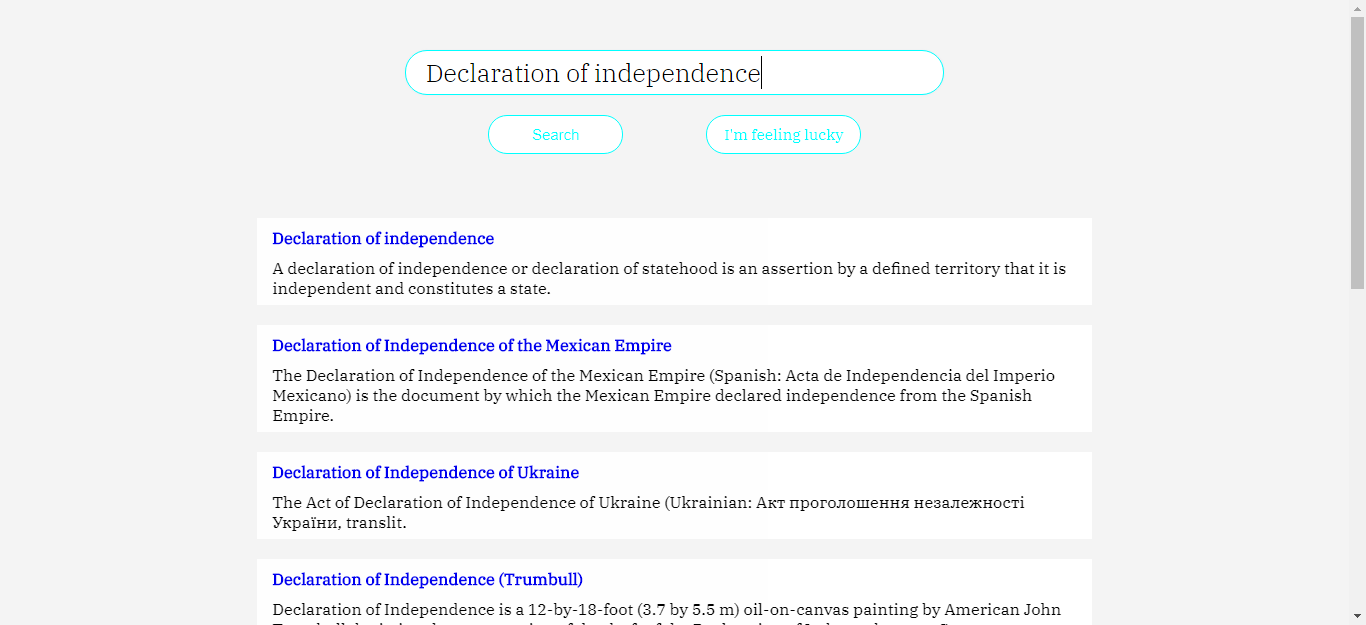 Declaration of independence
Search
I'm feeling lucky
Declaration of independence
A declaration of independence or declaration of statehood is an assertion by a defined territory that it is
independent and constitutes a state.
Declaration of Independence of the Mexican Empire
The Declaration of Independence of the Mexican Empire (Spanish: Acta de Independencia del Imperio
Mexicano) is the document by which the Mexican Empire declared independence from the Spanish
Empire.
Declaration of Independence of Ukraine
The Act of Declaration of Independence of Ukraine (Ukrainian: Акт проголошення незалежності
України, translit.
Declaration of Independence (Trumbull)
Declaration of Independence is a 12-by-18-foot (3.7 by 5.5 m) oil-on-canvas painting by American John